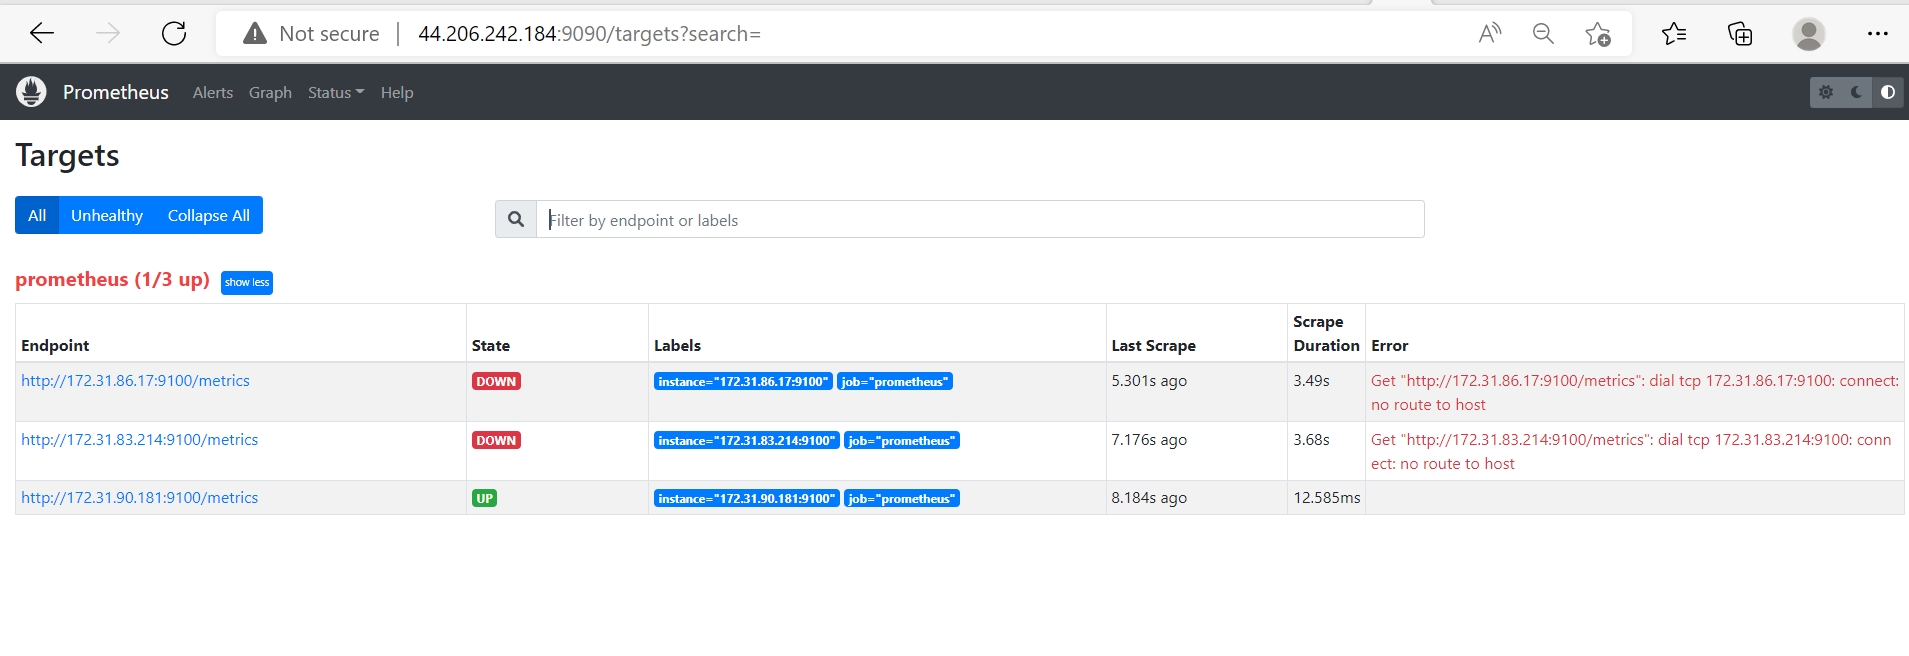 Not secure | 44.206.242.184:9090/targets?search=
Prometheus Alerts Graph Status Help
Targets
All Unhealthy Collapse All
Filter by endpoint or labels
prometheus (1/3 up) show less
Endpoint State Labels Last Scrape Scrape Duration Error
http://172.31.86.17:9100/metrics DOWN instance="172.31.86.17:9100" job="prometheus" 5.301s ago 3.49s Get "http://172.31.86.17:9100/metrics": dial tcp 172.31.86.17:9100: connect:
no route to host
http://172.31.83.214:9100/metrics DOWN instance="172.31.83.214:9100" job="prometheus" 7.176s ago 3.68s Get "http://172.31.83.214:9100/metrics": dial tcp 172.31.83.214:9100: conn
ect: no route to host
http://172.31.90.181:9100/metrics UP instance="172.31.90.181:9100" job="prometheus" 8.184s ago 12.585ms